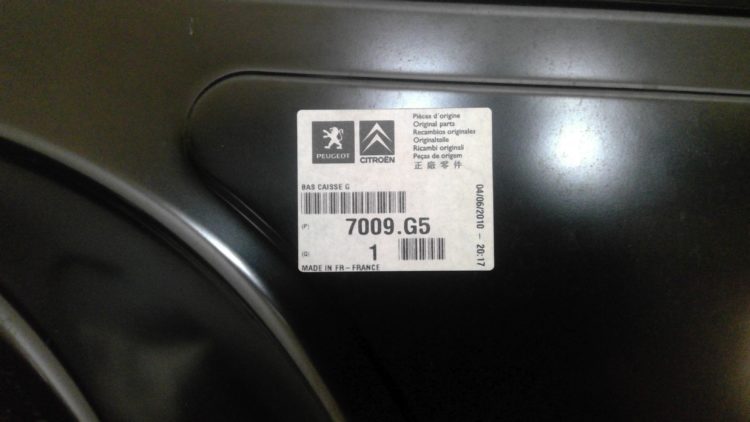 PEUGEOT
CITROËN
Pièces d'origine
Original parts
Recambios originales
Originalteile
Ricambi originali
Peças de origem
正廠零件
BAS CAISSE G
(P) 7009.G5
(Q) 1
MADE IN FR - FRANCE
04/06/2010 - 20:17